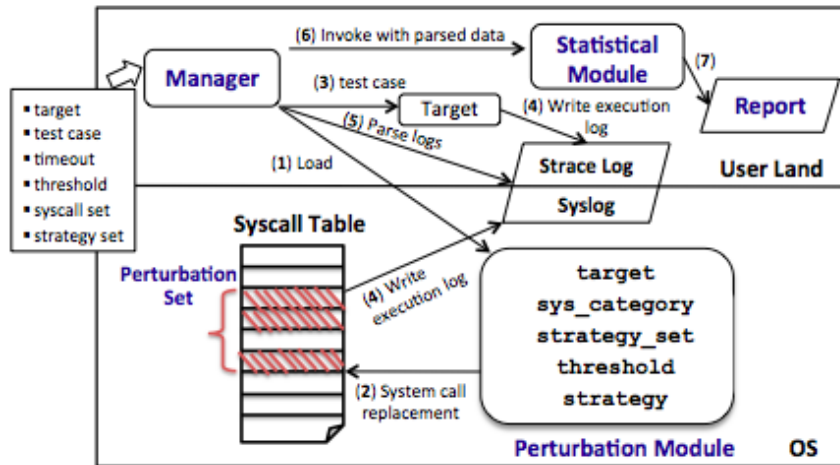 (6) Invoke with parsed data
Manager
Statistical
Module
(7)
(3) test case
Target
(4) Write execution
log
Report
▪ target
▪ test case
▪ timeout
▪ threshold
▪ syscall set
▪ strategy set
(5) Parse logs
(1) Load
Strace Log
User Land
Syslog
Syscall Table
Perturbation
Set
(4) Write
execution log
target
sys_category
strategy_set
threshold
strategy
(2) System call
replacement
Perturbation Module
OS